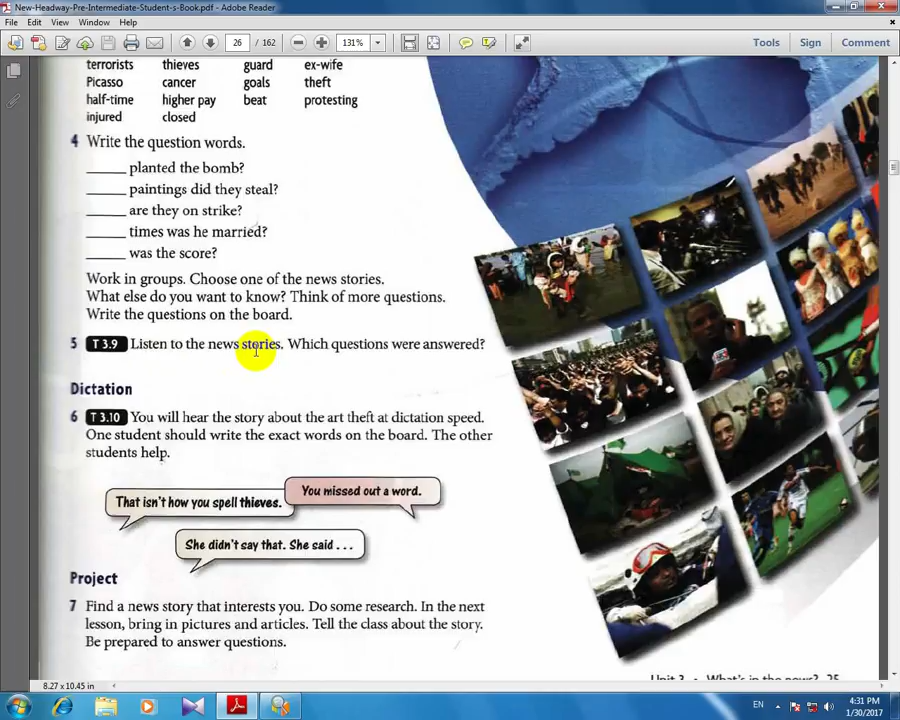 New-Headway-Pre-Intermediate-Student-s-Book.pdf - Adobe Reader
File Edit View Window Help
26 / 162 131% Tools Sign Comment
terrorists thieves guard ex-wife
Picasso cancer goals theft
half-time higher pay beat protesting
injured closed
4 Write the question words.
______ planted the bomb?
______ paintings did they steal?
______ are they on strike?
______ times was he married?
______ was the score?
Work in groups. Choose one of the news stories.
What else do you want to know? Think of more questions.
Write the questions on the board.
5 T 3.9 Listen to the news stories. Which questions were answered?
Dictation
6 T 3.10 You will hear the story about the art theft at dictation speed.
One student should write the exact words on the board. The other
students help.
That isn't how you spell thieves.
You missed out a word.
She didn't say that. She said . . .
Project
7 Find a news story that interests you. Do some research. In the next
lesson, bring in pictures and articles. Tell the class about the story.
Be prepared to answer questions.
Unit 3 • What's in the news? 25
8.27 x 10.45 in
EN 4:31 PM
1/30/2017